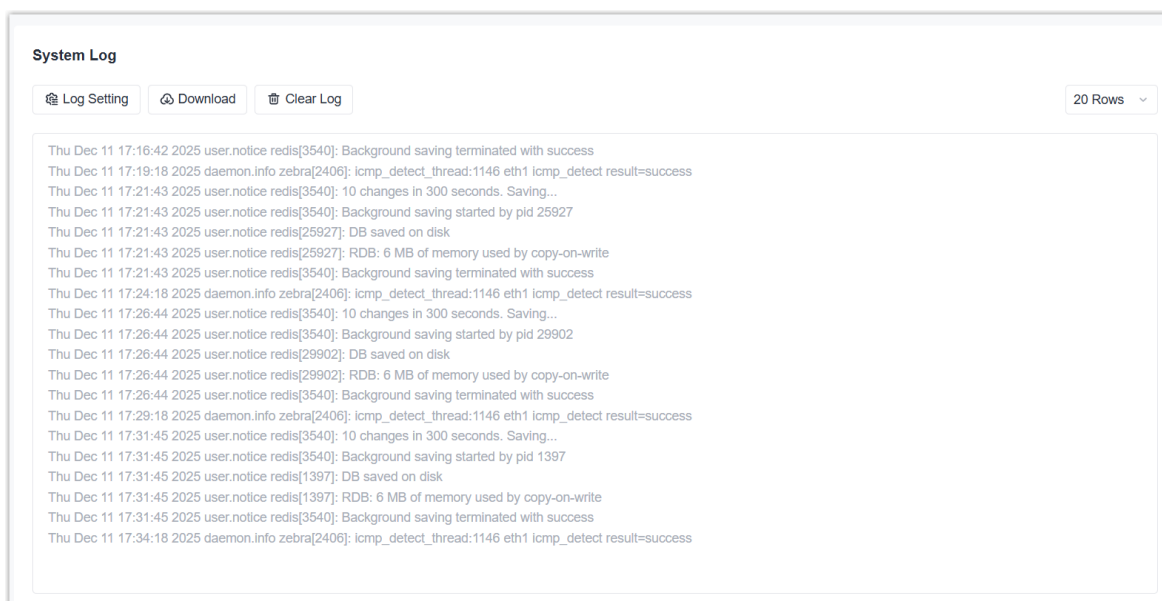 System Log
Log Setting Download Clear Log 20 Rows
Thu Dec 11 17:16:42 2025 user.notice redis[3540]: Background saving terminated with success
Thu Dec 11 17:19:18 2025 daemon.info zebra[2406]: icmp_detect_thread:1146 eth1 icmp_detect result=success
Thu Dec 11 17:21:43 2025 user.notice redis[3540]: 10 changes in 300 seconds. Saving...
Thu Dec 11 17:21:43 2025 user.notice redis[3540]: Background saving started by pid 25927
Thu Dec 11 17:21:43 2025 user.notice redis[25927]: DB saved on disk
Thu Dec 11 17:21:43 2025 user.notice redis[25927]: RDB: 6 MB of memory used by copy-on-write
Thu Dec 11 17:21:43 2025 user.notice redis[3540]: Background saving terminated with success
Thu Dec 11 17:24:18 2025 daemon.info zebra[2406]: icmp_detect_thread:1146 eth1 icmp_detect result=success
Thu Dec 11 17:26:44 2025 user.notice redis[3540]: 10 changes in 300 seconds. Saving...
Thu Dec 11 17:26:44 2025 user.notice redis[3540]: Background saving started by pid 29902
Thu Dec 11 17:26:44 2025 user.notice redis[29902]: DB saved on disk
Thu Dec 11 17:26:44 2025 user.notice redis[29902]: RDB: 6 MB of memory used by copy-on-write
Thu Dec 11 17:26:44 2025 user.notice redis[3540]: Background saving terminated with success
Thu Dec 11 17:29:18 2025 daemon.info zebra[2406]: icmp_detect_thread:1146 eth1 icmp_detect result=success
Thu Dec 11 17:31:45 2025 user.notice redis[3540]: 10 changes in 300 seconds. Saving...
Thu Dec 11 17:31:45 2025 user.notice redis[3540]: Background saving started by pid 1397
Thu Dec 11 17:31:45 2025 user.notice redis[1397]: DB saved on disk
Thu Dec 11 17:31:45 2025 user.notice redis[1397]: RDB: 6 MB of memory used by copy-on-write
Thu Dec 11 17:31:45 2025 user.notice redis[3540]: Background saving terminated with success
Thu Dec 11 17:34:18 2025 daemon.info zebra[2406]: icmp_detect_thread:1146 eth1 icmp_detect result=success